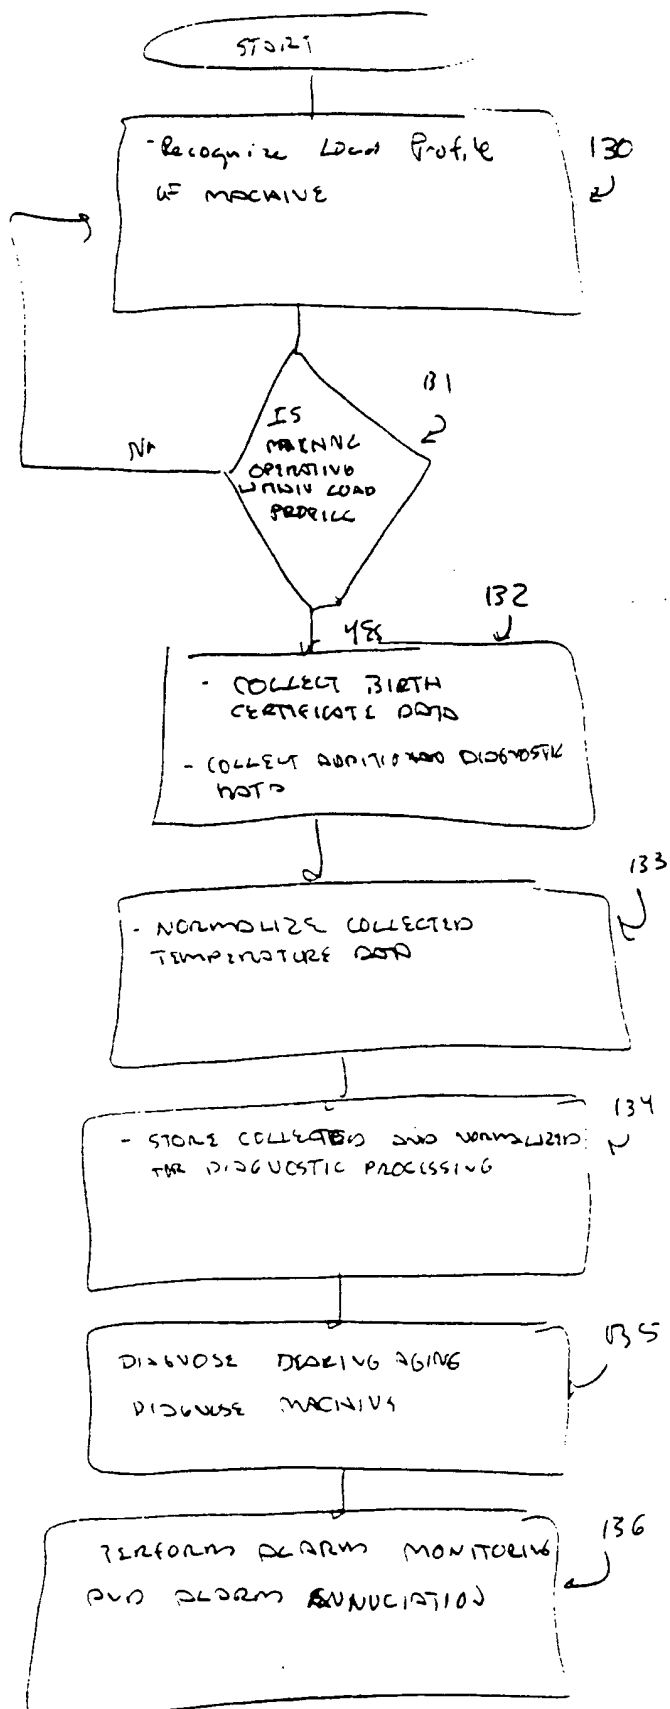 START
- Recognize Load Profile
OF MACHINE
130
131
IS
MACHINE
OPERATING
WITHIN LOAD
PROFILE
NO
YES
132
- COLLECT BIRTH
CERTIFICATE DATA
- COLLECT ADDITIONAL DIAGNOSTIC
DATA
133
- NORMALIZE COLLECTED
TEMPERATURE DATA
134
- STORE COLLECTED AND NORMALIZED
FOR DIAGNOSTIC PROCESSING
135
DIAGNOSE BEARING AGING
DIAGNOSE MACHINE
136
PERFORM ALARM MONITORING
AND ALARM ANNUCIATION